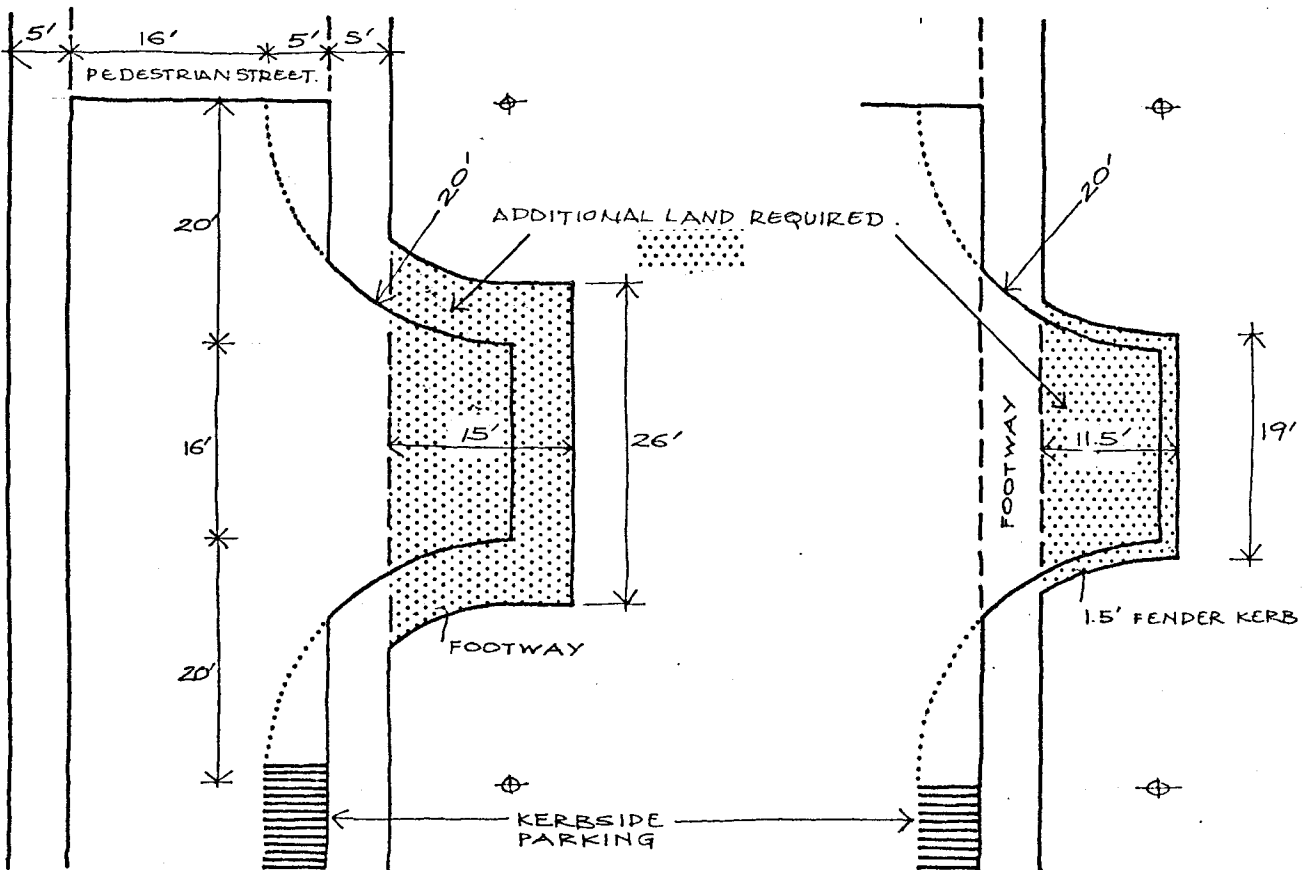 5' 16' 5' 5'
PEDESTRIAN STREET.
20'
20'
ADDITIONAL LAND REQUIRED.
20'
16'
15'
26'
FOOTWAY
11.5'
19'
FOOTWAY
1.5' FENDER KERB
20'
KERBSIDE
PARKING